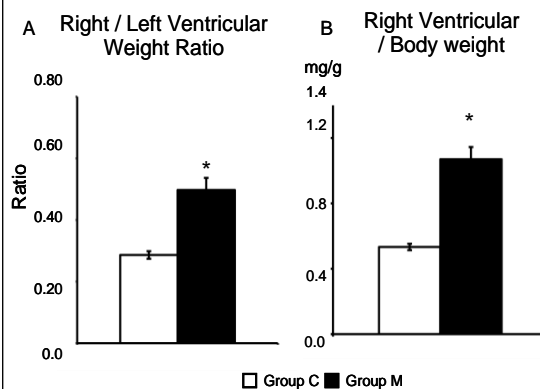 A
Right / Left Ventricular
Weight Ratio
0.80
0.60
0.40
0.20
0.0
Ratio
*
B
Right Ventricular
/ Body weight
mg/g
1.4
1.2
0.8
0.4
0.0
*
Group C
Group M